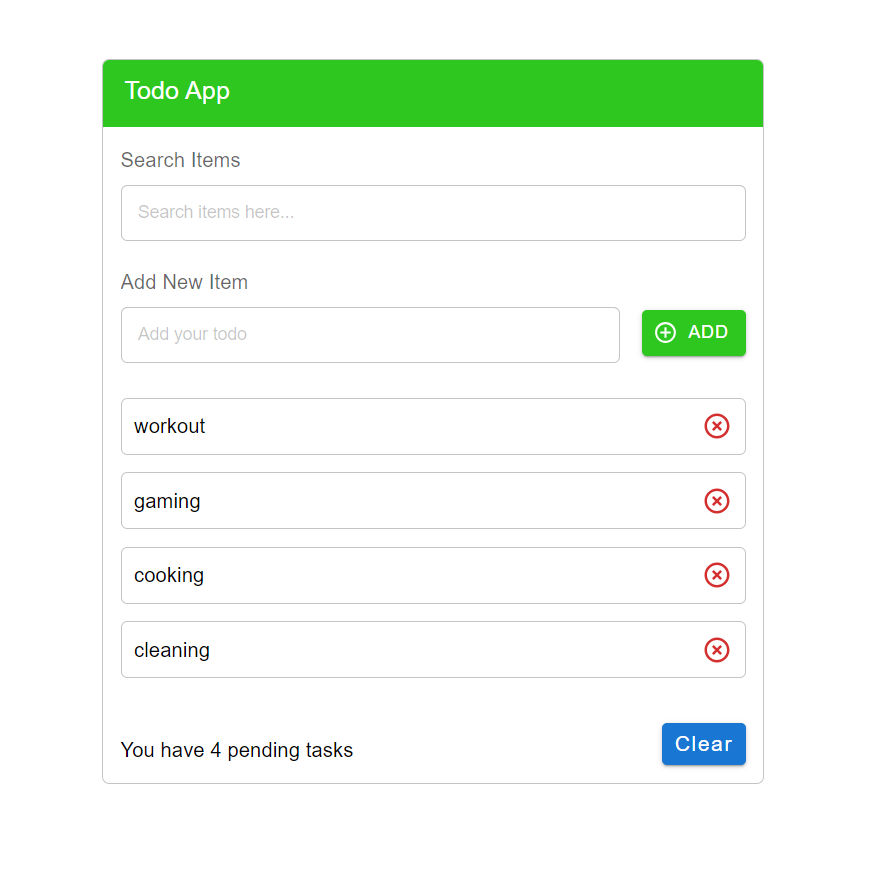 Todo App
Search Items
Search items here...
Add New Item
Add your todo
ADD
workout
gaming
cooking
cleaning
You have 4 pending tasks
Clear